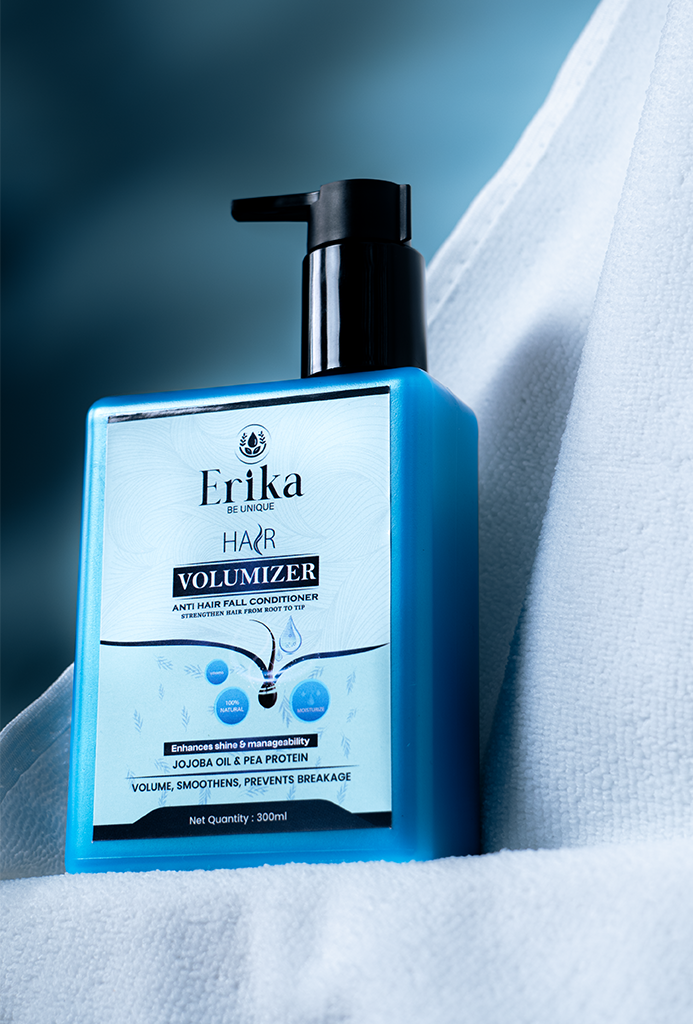 Erika
BE UNIQUE
HAIR
VOLUMIZER
ANTI HAIR FALL CONDITIONER
STRENGTHEN HAIR FROM ROOT TO TIP
100%
NATURAL
MOISTURIZE
Enhances shine & manageability
JOJOBA OIL & PEA PROTEIN
VOLUME, SMOOTHENS, PREVENTS BREAKAGE
Net Quantity : 300ml